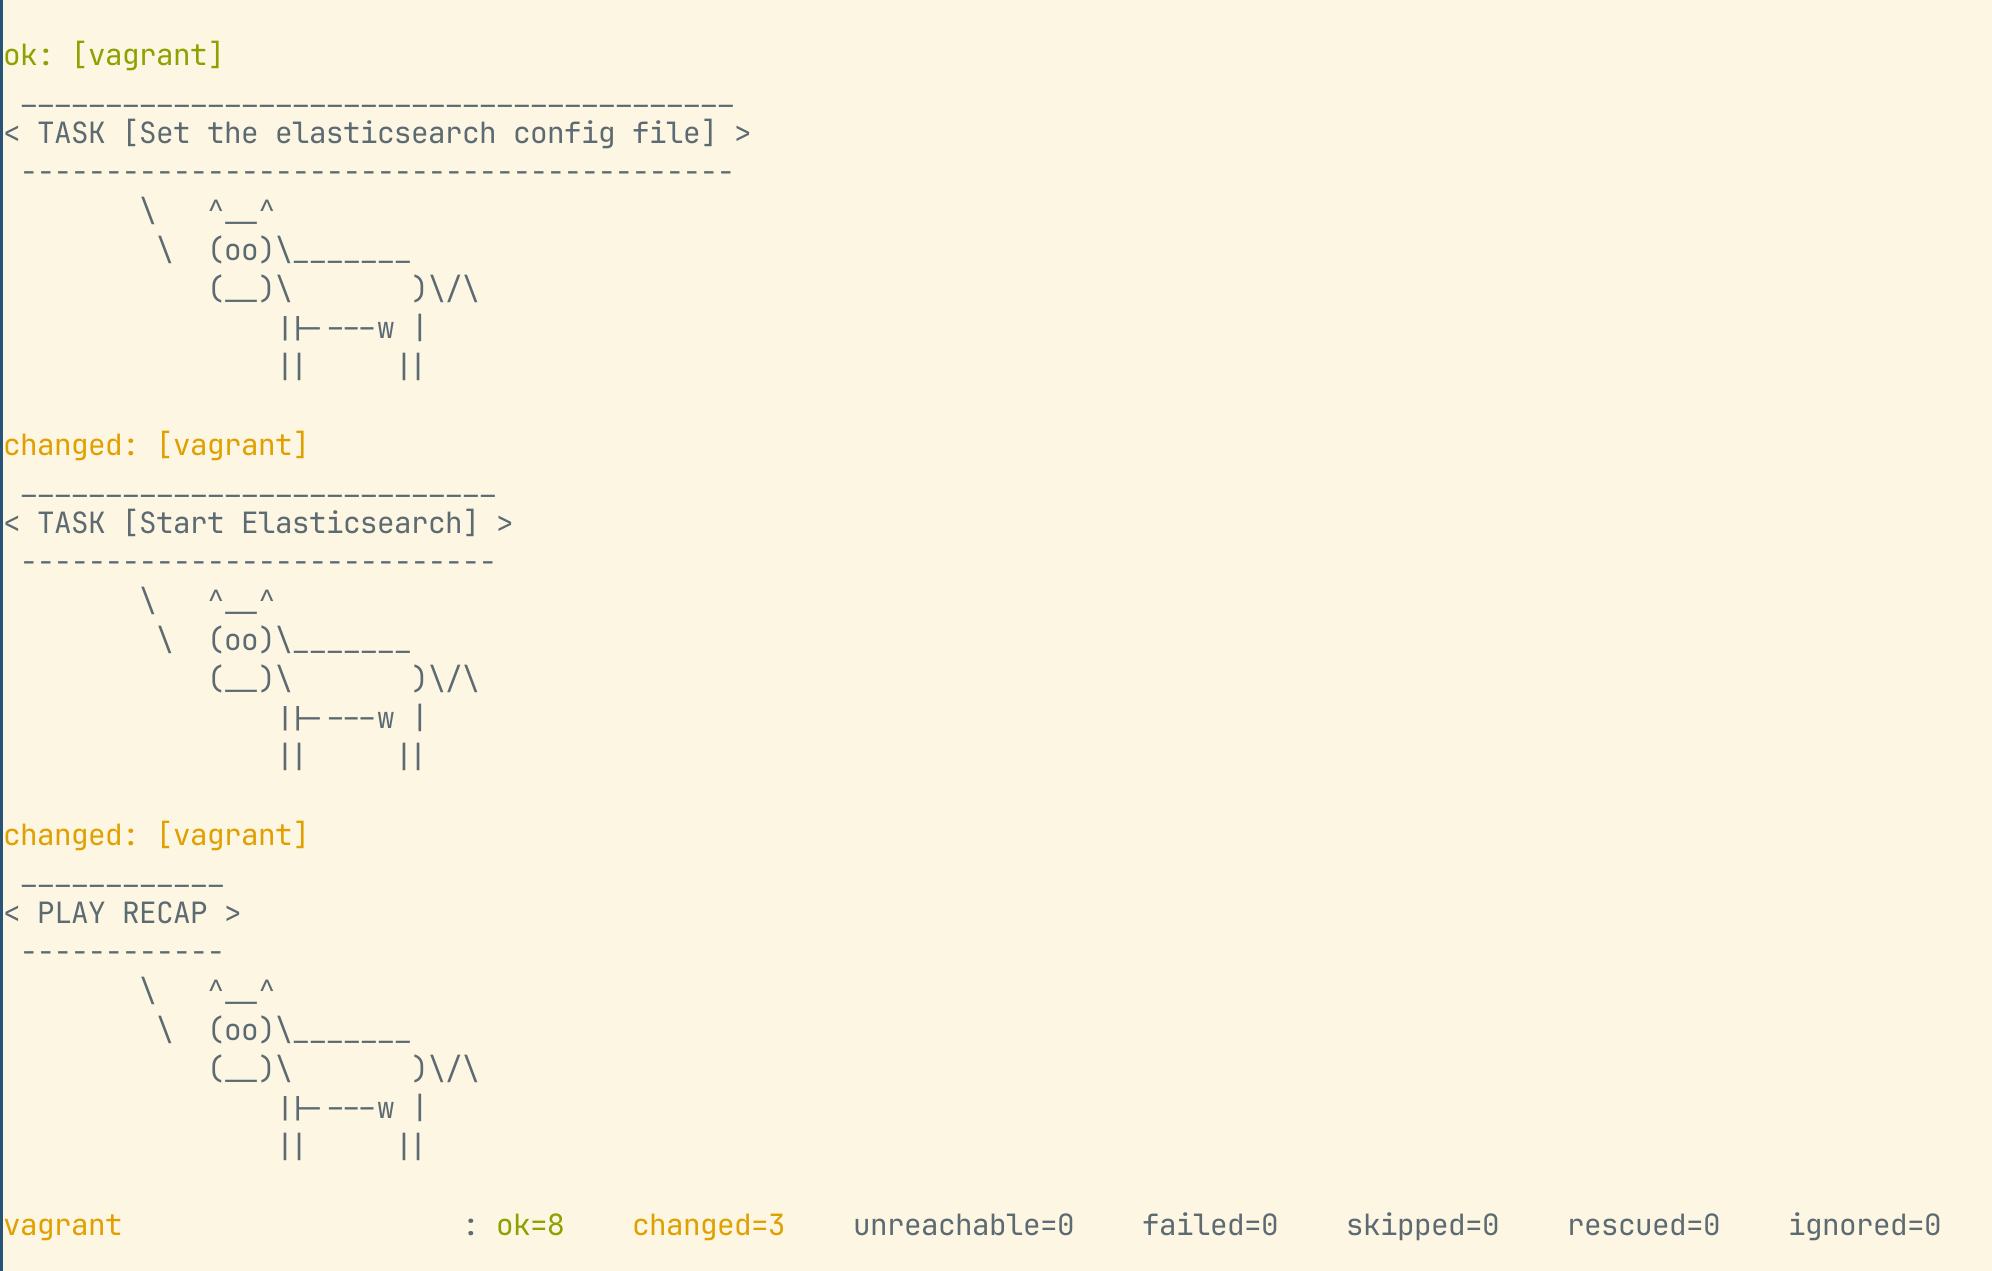 ok: [vagrant]
 __________________________________________
< TASK [Set the elasticsearch config file] >
 ------------------------------------------
        \   ^__^
         \  (oo)\_______
            (__)\       )\/\
                ||----w |
                ||     ||
changed: [vagrant]
 ____________________________
< TASK [Start Elasticsearch] >
 ----------------------------
        \   ^__^
         \  (oo)\_______
            (__)\       )\/\
                ||----w |
                ||     ||
changed: [vagrant]
 ____________
< PLAY RECAP >
 ------------
        \   ^__^
         \  (oo)\_______
            (__)\       )\/\
                ||----w |
                ||     ||
vagrant                    : ok=8    changed=3    unreachable=0    failed=0    skipped=0    rescued=0    ignored=0